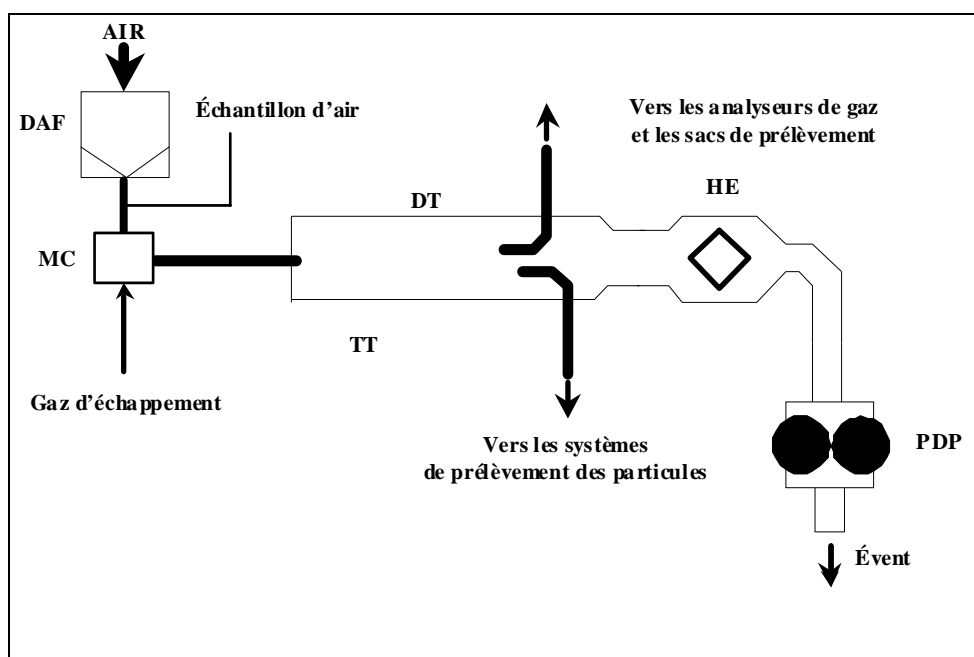 AIR
DAF
Échantillon d'air
Vers les analyseurs de gaz
et les sacs de prélèvement
DT
HE
MC
TT
Gaz d'échappement
Vers les systèmes
de prélèvement des particules
PDP
Évent